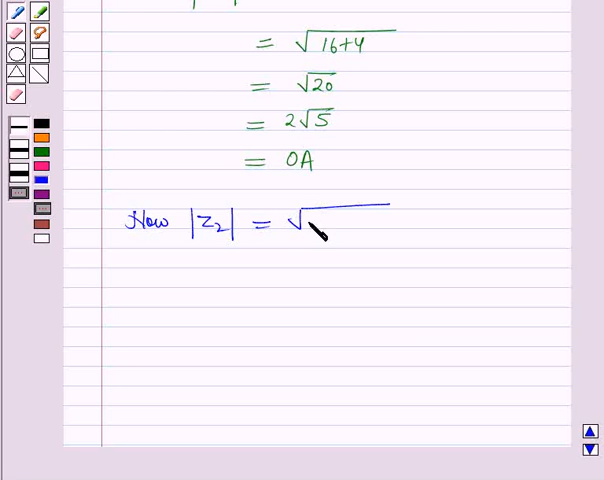 = √16+4
= √20
= 2√5
= OA
Now |Z₂| = √